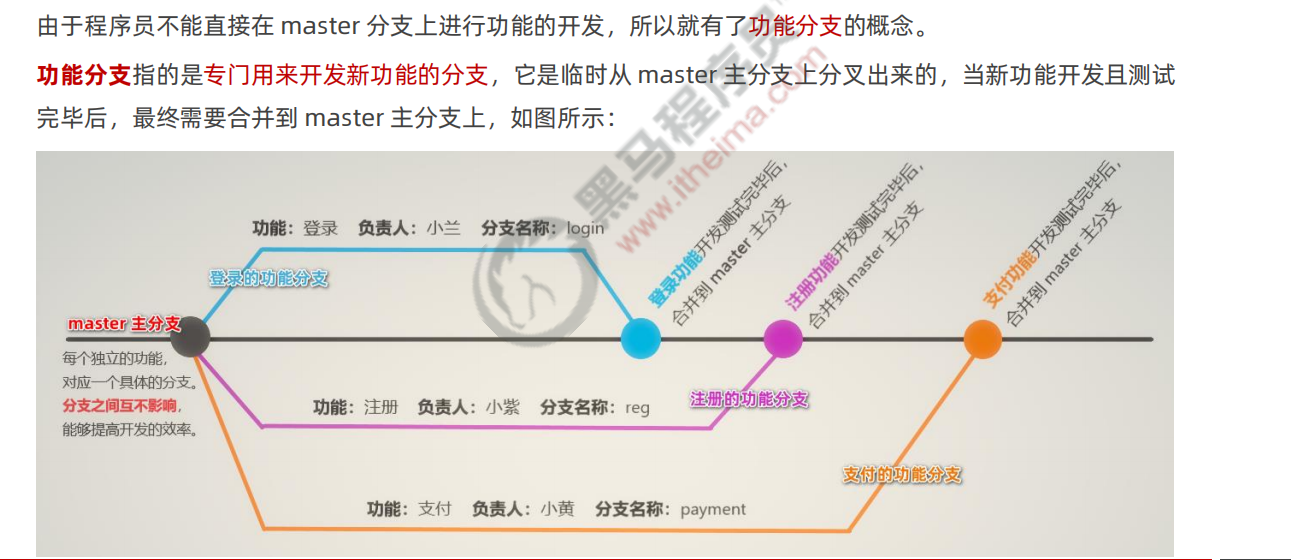 由于程序员不能直接在 master 分支上进行功能的开发，所以就有了功能分支的概念。
功能分支指的是专门用来开发新功能的分支，它是临时从 master 主分支上分叉出来的，当新功能开发且测试
完毕后，最终需要合并到 master 主分支上，如图所示：
黑马程序员
www.itheima.com
功能：登录 负责人：小兰 分支名称：login
登录的功能分支
登录功能开发测试完毕后，
合并到 master 主分支
注册功能开发测试完毕后，
合并到 master 主分支
支付功能开发测试完毕后，
合并到 master 主分支
master 主分支
每个独立的功能，
对应一个具体的分支。
分支之间互不影响，
能够提高开发的效率。
功能：注册 负责人：小紫 分支名称：reg
注册的功能分支
支付的功能分支
功能：支付 负责人：小黄 分支名称：payment